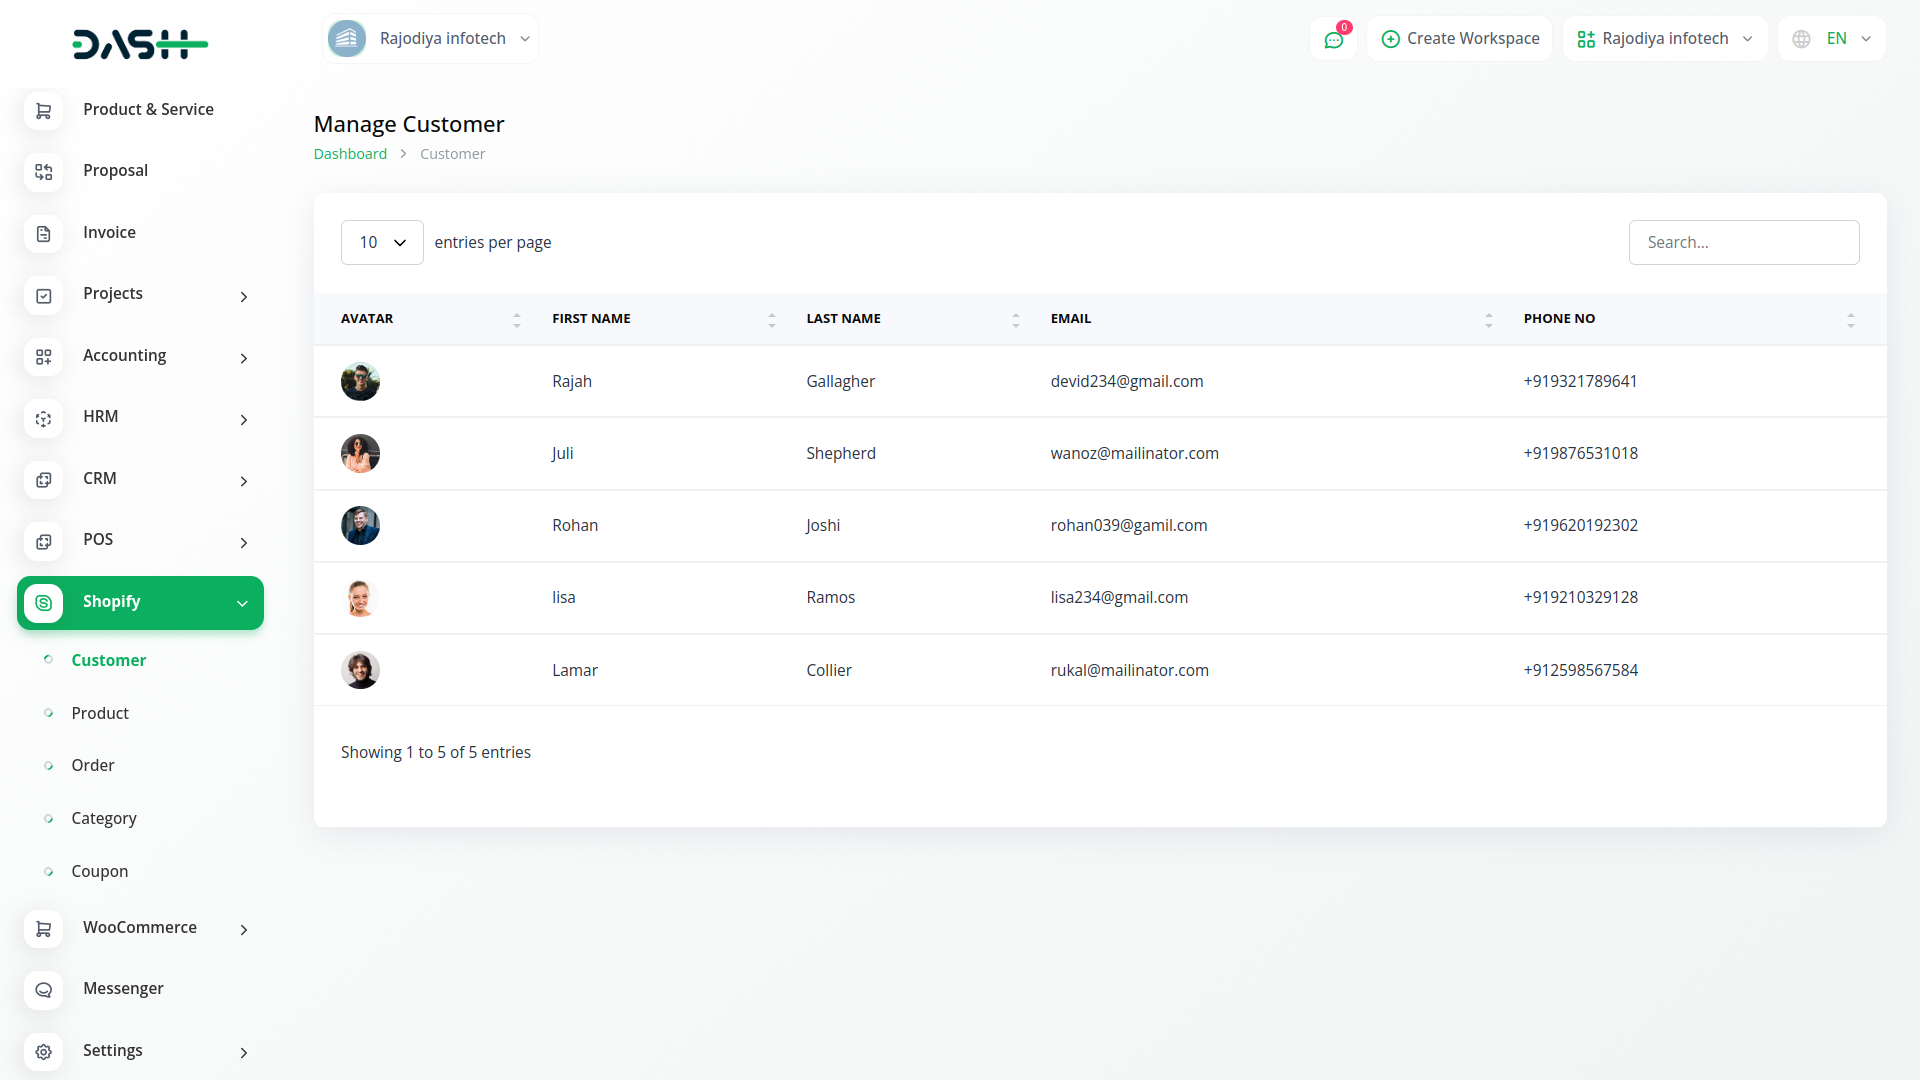 DASH
Rajodiya infotech
0
Create Workspace
Rajodiya infotech
EN
Product & Service
Proposal
Invoice
Projects
Accounting
HRM
CRM
POS
Shopify
Customer
Product
Order
Category
Coupon
WooCommerce
Messenger
Settings
Manage Customer
Dashboard > Customer
10 entries per page
Search...
AVATAR FIRST NAME LAST NAME EMAIL PHONE NO
Rajah Gallagher devid234@gmail.com +919321789641
Juli Shepherd wanoz@mailinator.com +919876531018
Rohan Joshi rohan039@gamil.com +919620192302
lisa Ramos lisa234@gmail.com +919210329128
Lamar Collier rukal@mailinator.com +912598567584
Showing 1 to 5 of 5 entries